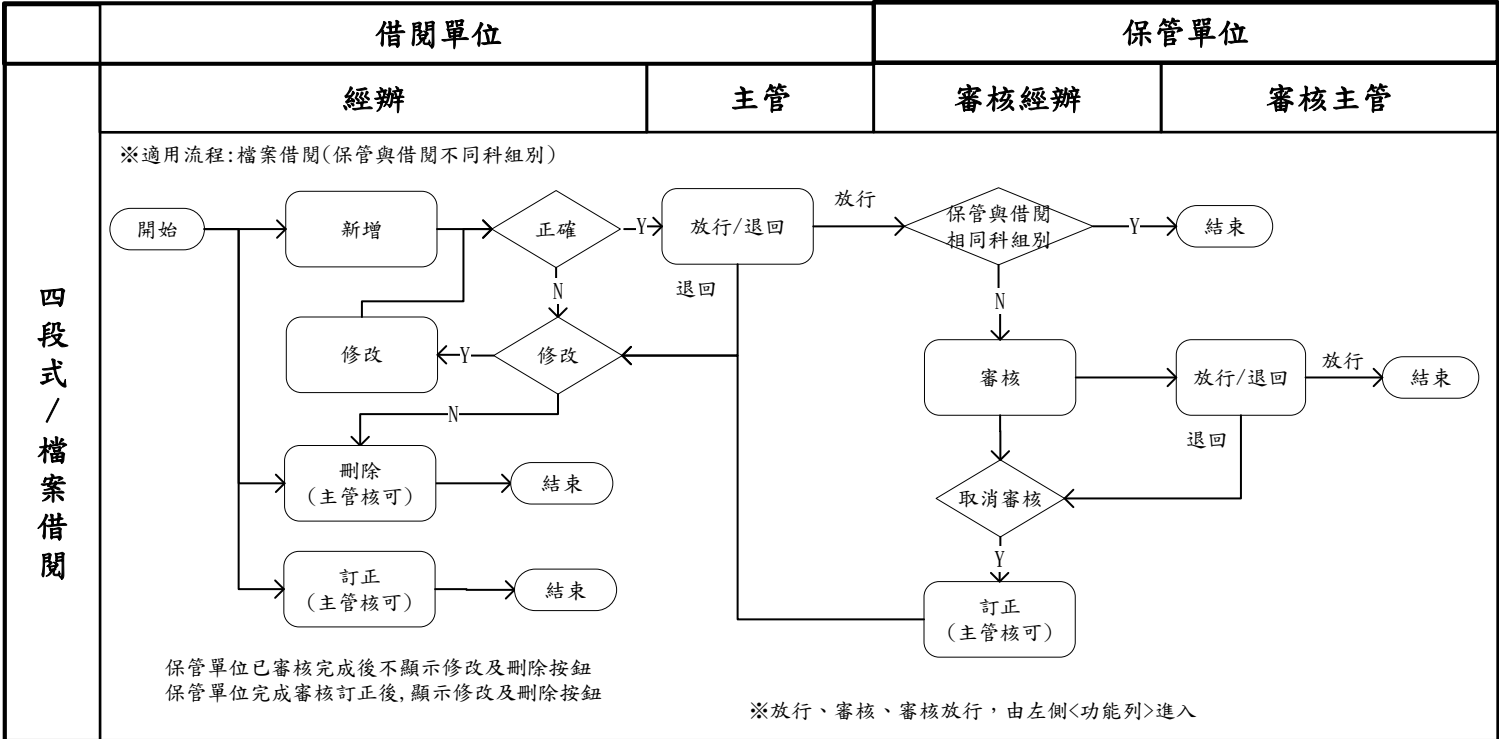 借閱單位
保管單位
經辦
主管
審核經辦
審核主管
四段式/檔案借閱
※適用流程:檔案借閱(保管與借閱不同科組別)
開始
新增
正確
Y
放行/退回
放行
保管與借閱
相同科組別
Y
結束
N
退回
N
修改
Y
修改
審核
放行/退回
放行
結束
N
退回
刪除
(主管核可)
結束
取消審核
Y
訂正
(主管核可)
結束
訂正
(主管核可)
保管單位已審核完成後不顯示修改及刪除按鈕
保管單位完成審核訂正後,顯示修改及刪除按鈕
※放行、審核、審核放行，由左側<功能列>進入